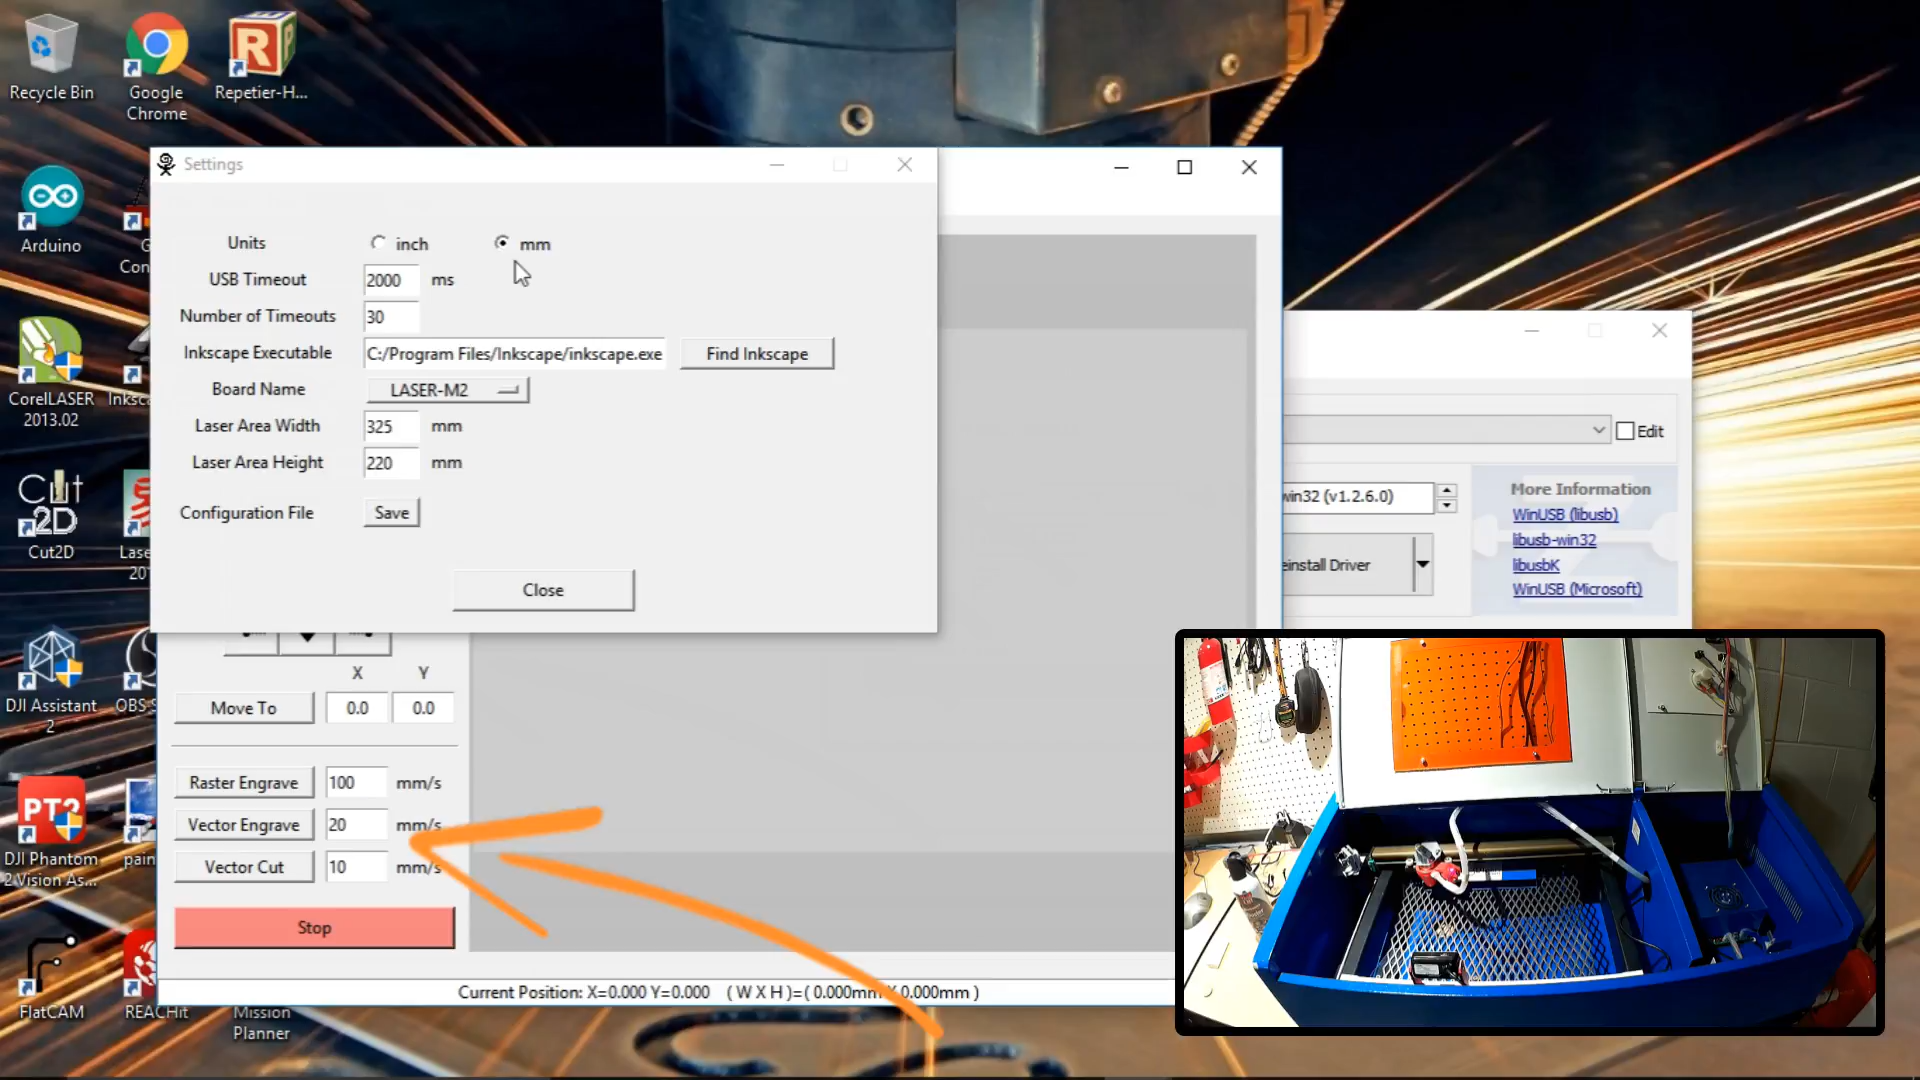 Recycle Bin
Google
Chrome
Repetier-H...
Arduino
CorelLASER
2013.02
Cut2D
DJI Assistant
2
DJI Phantom
2 Vision As...
FlatCAM
REACHit
Mission
Planner
Settings
Units
inch
mm
USB Timeout
2000
ms
Number of Timeouts
30
Inkscape Executable
C:/Program Files/Inkscape/inkscape.exe
Find Inkscape
Board Name
LASER-M2
Laser Area Width
325
mm
Laser Area Height
220
mm
Configuration File
Save
Close
X
Y
Move To
0.0
0.0
Raster Engrave
100
mm/s
Vector Engrave
20
mm/s
Vector Cut
10
mm/s
Stop
Current Position: X=0.000 Y=0.000 ( W X H )=( 0.000mm X 0.000mm )
Edit
win32 (v1.2.6.0)
einstall Driver
More Information
WinUSB (libusb)
libusb-win32
libusbK
WinUSB (Microsoft)